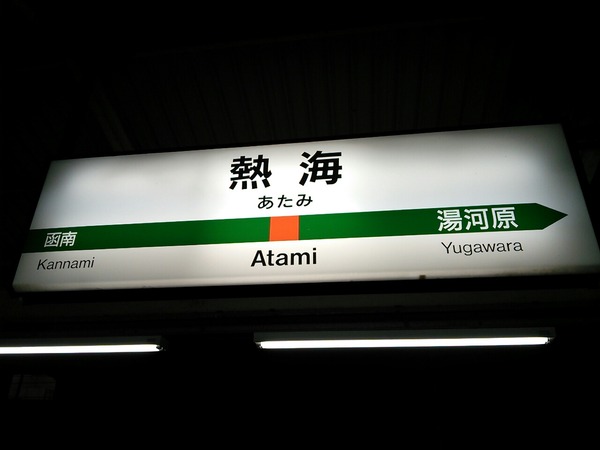 熱海
あたみ
函南
湯河原
Kannami
Atami
Yugawara